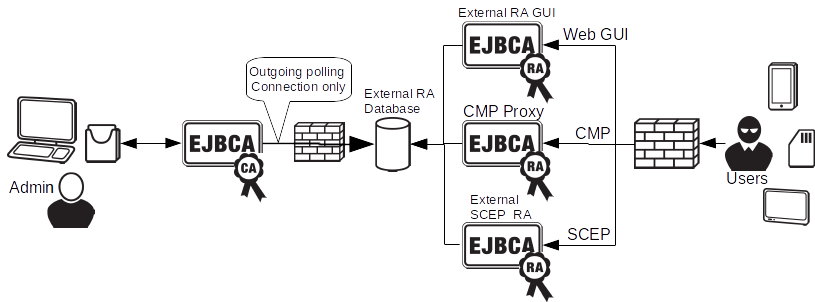 External RA GUI
EJBCA
RA
Web GUI
Outgoing polling
Connection only
External RA
Database
CMP Proxy
EJBCA
RA
CMP
EJBCA
CA
Admin
Users
External
SCEP RA
EJBCA
RA
SCEP